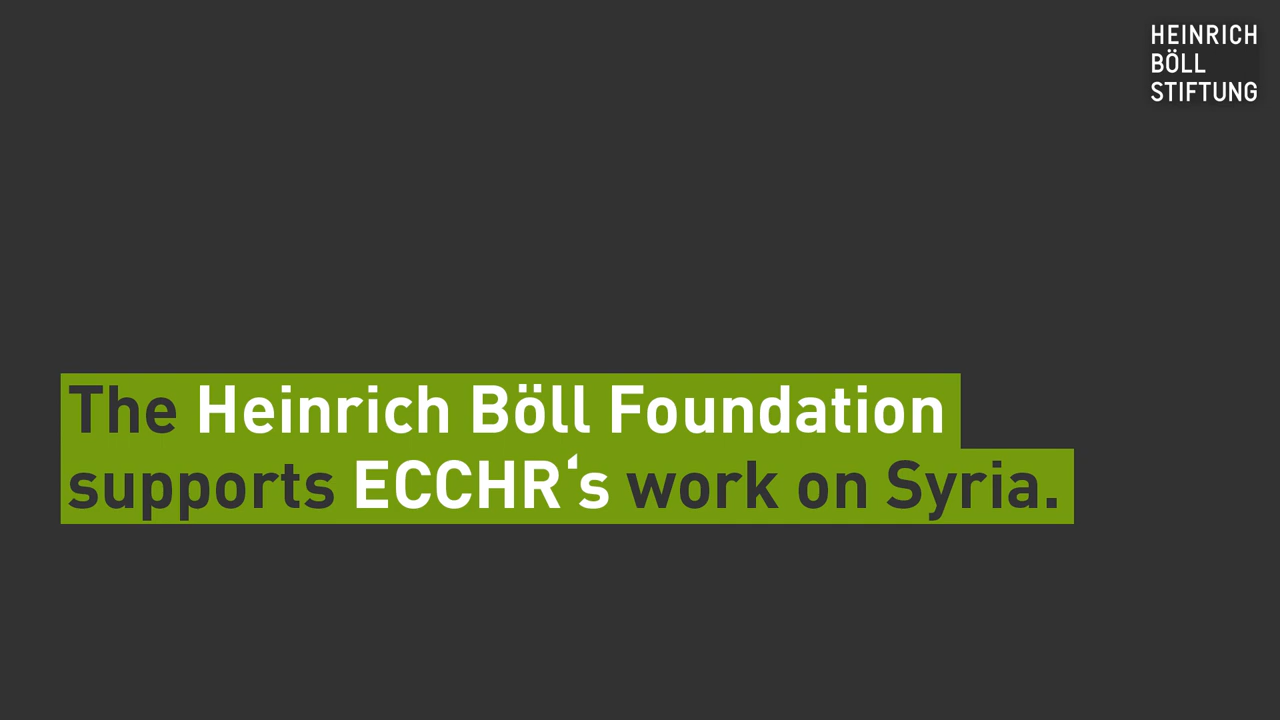 HEINRICH
BÖLL
STIFTUNG
The Heinrich Böll Foundation
supports ECCHR‘s work on Syria.